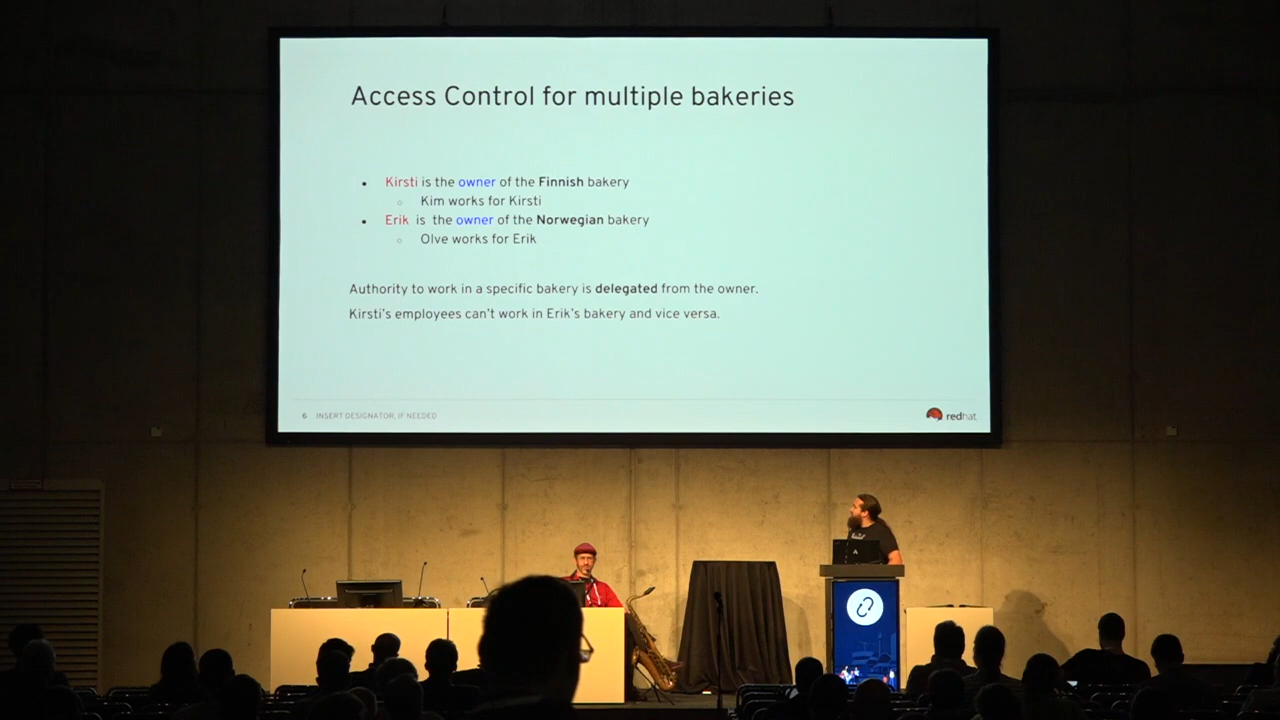 Access Control for multiple bakeries
Kirsti is the owner of the Finnish bakery
Kim works for Kirsti
Erik is the owner of the Norwegian bakery
Olve works for Erik
Authority to work in a specific bakery is delegated from the owner.
Kirsti's employees can't work in Erik's bakery and vice versa.
6 INSERT DESIGNATOR, IF NEEDED
redhat.